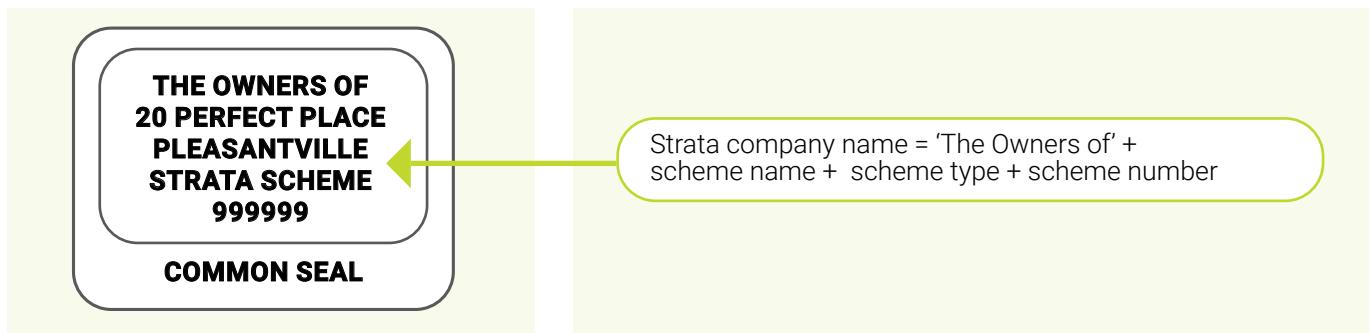 THE OWNERS OF
20 PERFECT PLACE
PLEASANTVILLE
STRATA SCHEME
999999
COMMON SEAL
Strata company name = ‘The Owners of’ +
scheme name + scheme type + scheme number